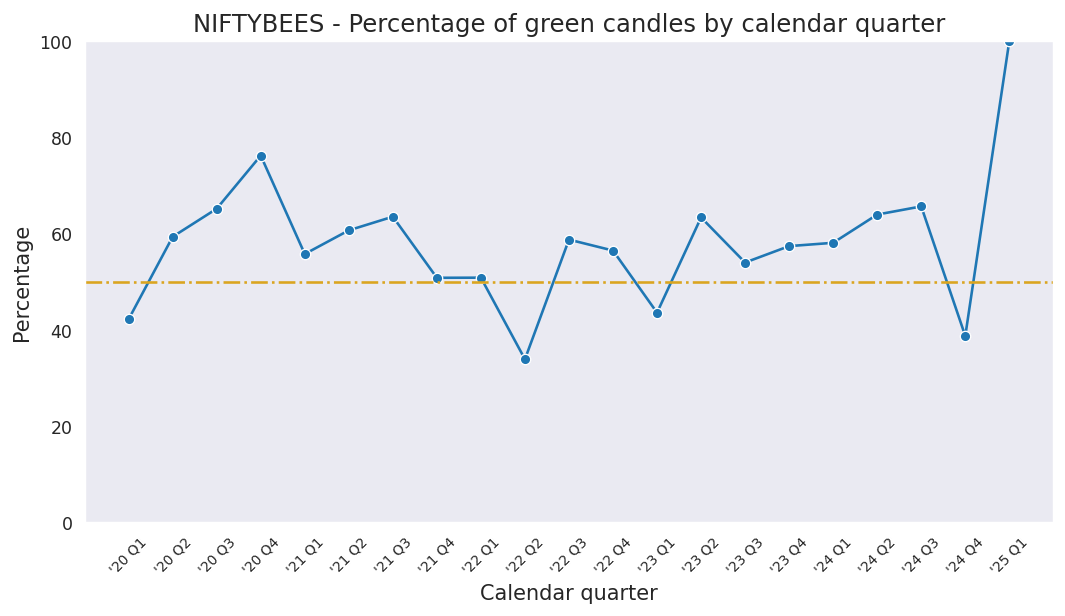 NIFTYBEES - Percentage of green candles by calendar quarter
100
80
60
40
20
0
Percentage
'20 Q1
'20 Q2
'20 Q3
'20 Q4
'21 Q1
'21 Q2
'21 Q3
'21 Q4
'22 Q1
'22 Q2
'22 Q3
'22 Q4
'23 Q1
'23 Q2
'23 Q3
'23 Q4
'24 Q1
'24 Q2
'24 Q3
'24 Q4
'25 Q1
Calendar quarter